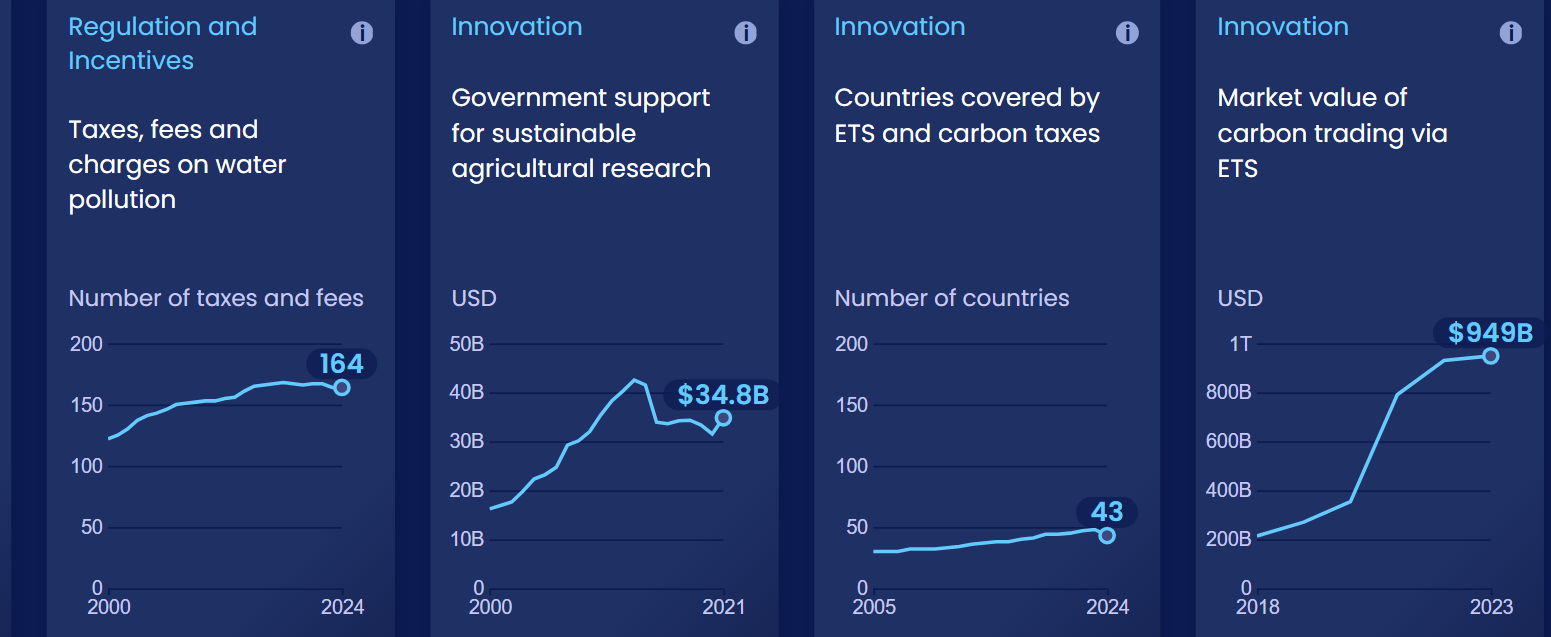 Regulation and
Incentives
Taxes, fees and
charges on water
pollution
Number of taxes and fees
200
150
100
50
0
164
2000
2024
Innovation
Government support
for sustainable
agricultural research
USD
50B
40B
30B
20B
10B
0
$34.8B
2000
2021
Innovation
Countries covered by
ETS and carbon taxes
Number of countries
200
150
100
50
0
43
2005
2024
Innovation
Market value of
carbon trading via
ETS
USD
1T
800B
600B
400B
200B
0
$949B
2018
2023